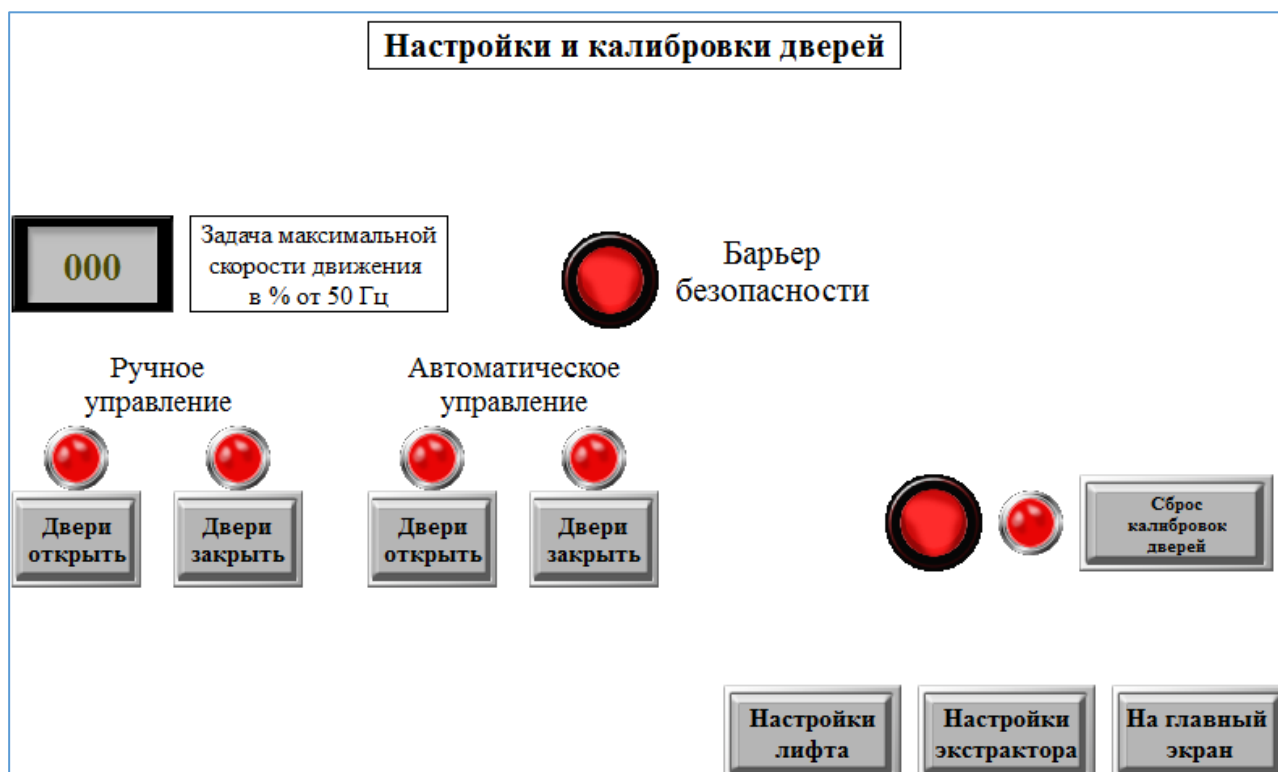 Настройки и калибровки дверей
000
Задача максимальной
скорости движения
в % от 50 Гц
Барьер
безопасности
Ручное
управление
Автоматическое
управление
Двери
открыть
Двери
закрыть
Двери
открыть
Двери
закрыть
Сброс
калибровок
дверей
Настройки
лифта
Настройки
экстрактора
На главный
экран